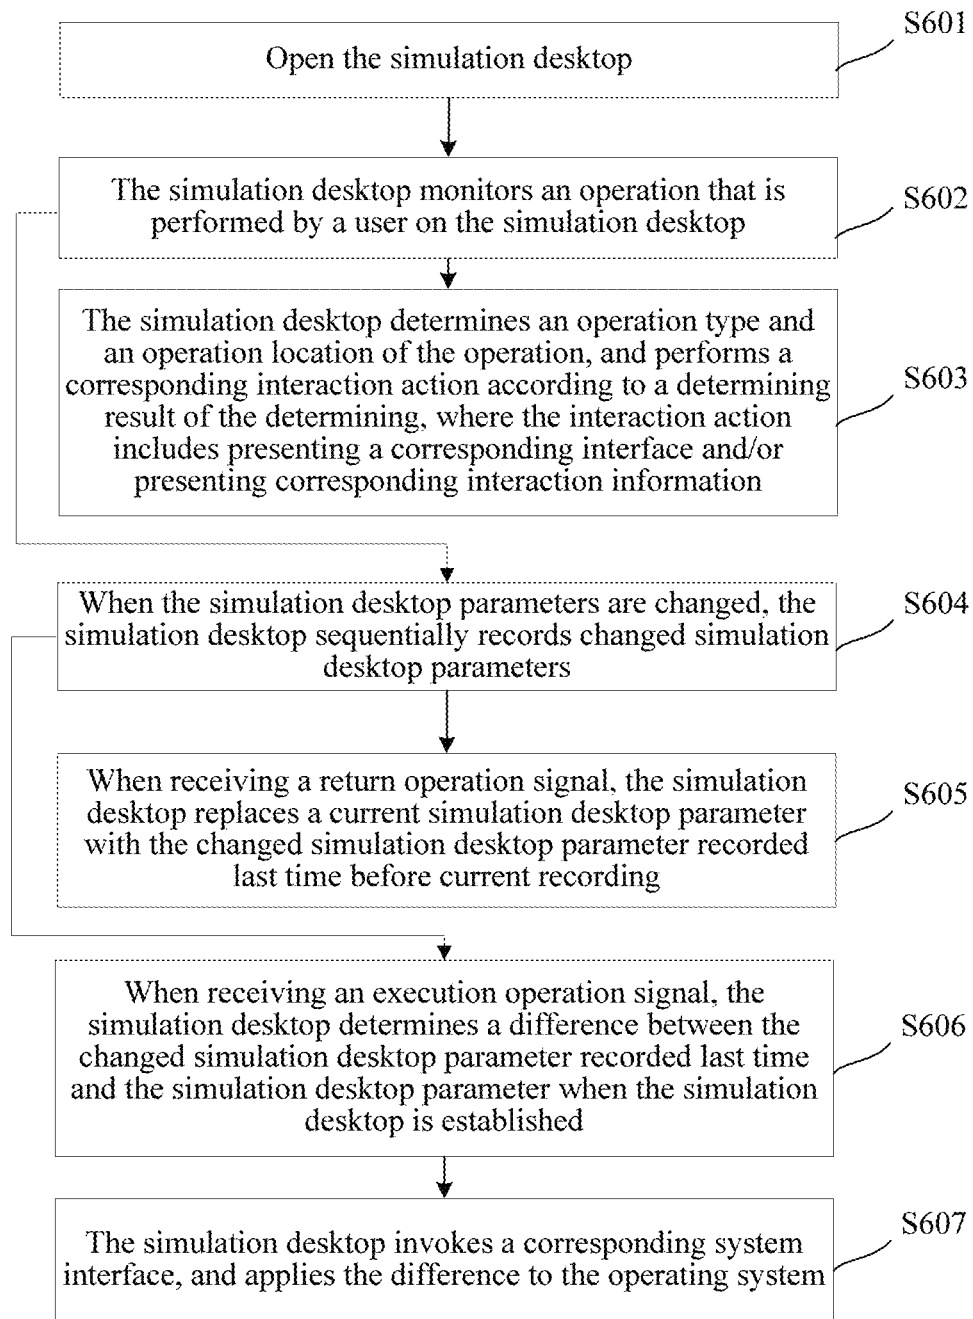 S601
Open the simulation desktop
The simulation desktop monitors an operation that is
performed by a user on the simulation desktop
S602
The simulation desktop determines an operation type and
an operation location of the operation, and performs a
corresponding interaction action according to a determining
result of the determining, where the interaction action
includes presenting a corresponding interface and/or
presenting corresponding interaction information
S603
When the simulation desktop parameters are changed, the
simulation desktop sequentially records changed simulation
desktop parameters
S604
When receiving a return operation signal, the simulation
desktop replaces a current simulation desktop parameter
with the changed simulation desktop parameter recorded
last time before current recording
S605
When receiving an execution operation signal, the
simulation desktop determines a difference between the
changed simulation desktop parameter recorded last time
and the simulation desktop parameter when the simulation
desktop is established
S606
The simulation desktop invokes a corresponding system
interface, and applies the difference to the operating system
S607